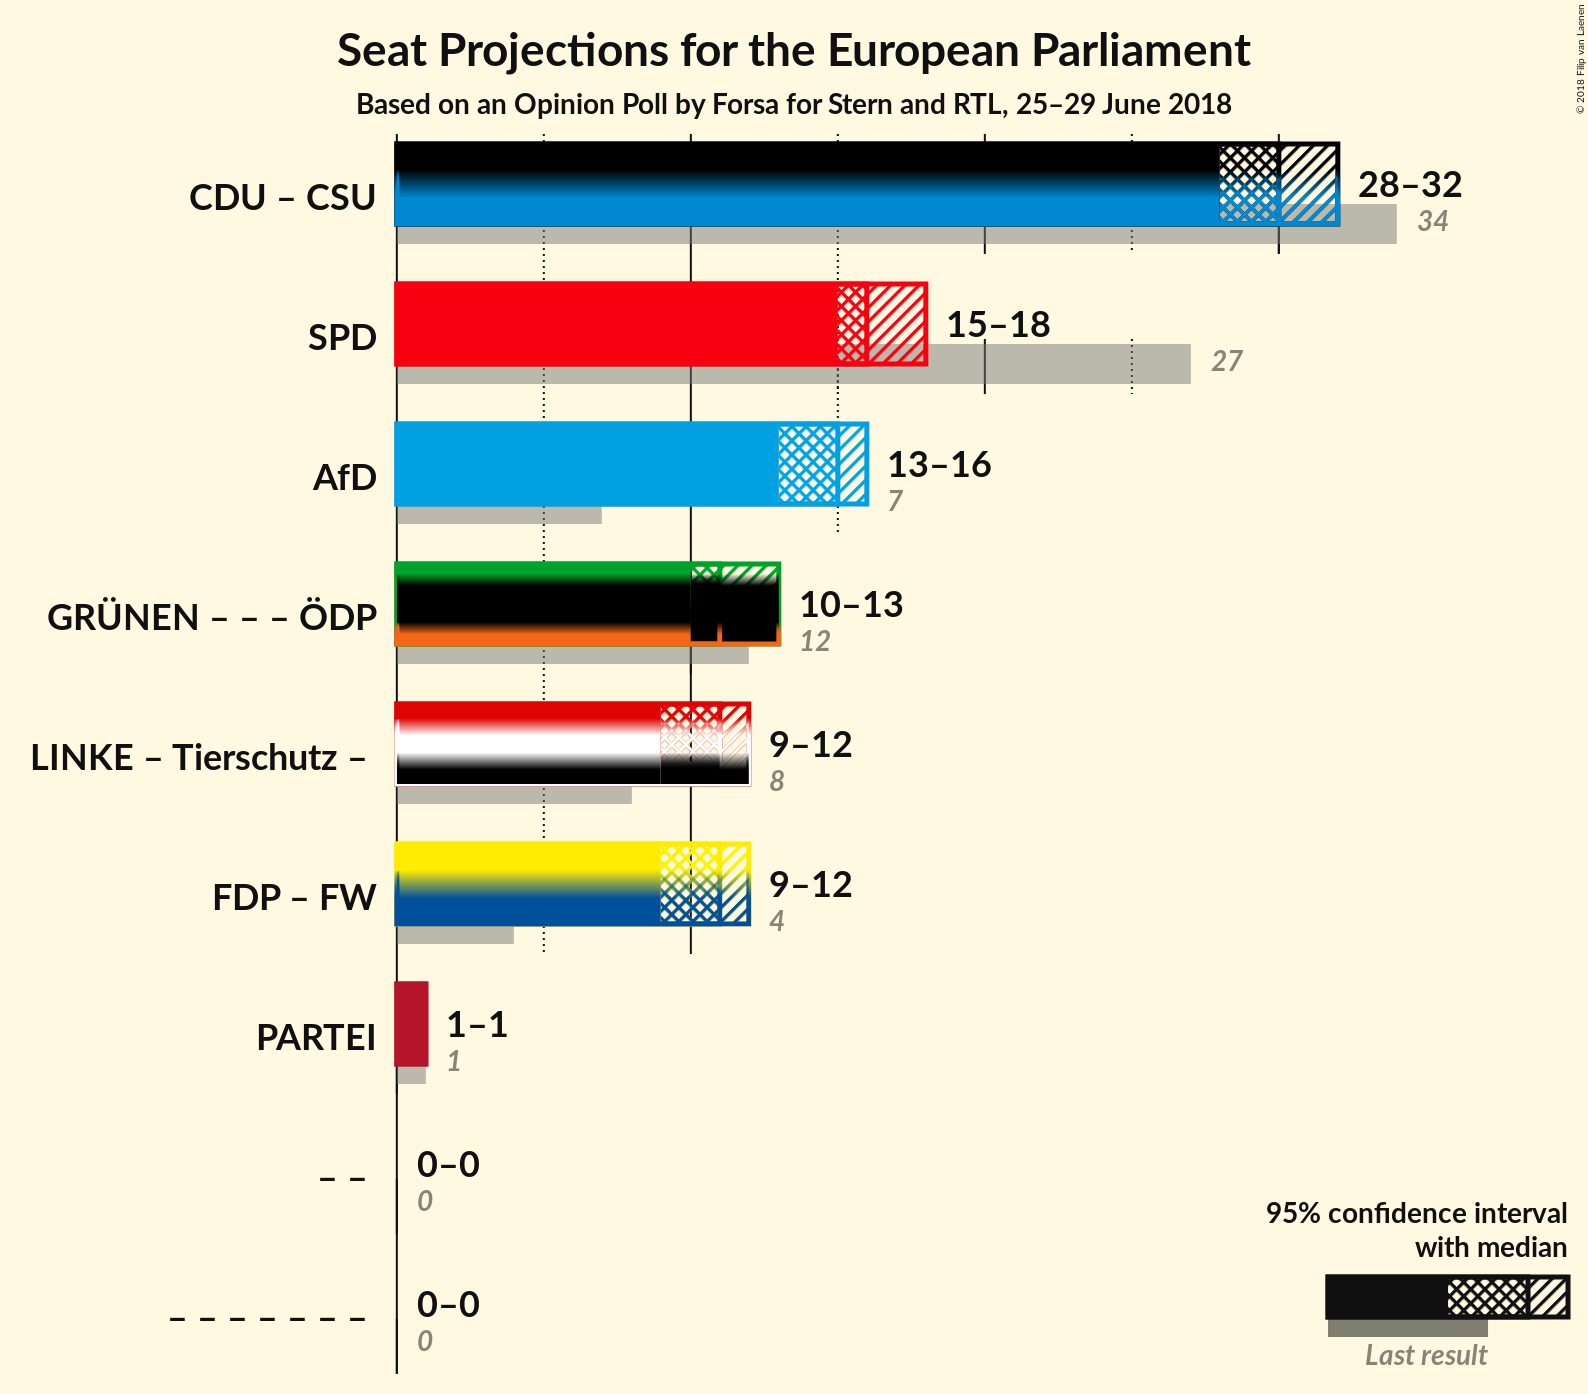 Seat Projections for the European Parliament
Based on an Opinion Poll by Forsa for Stern and RTL, 25–29 June 2018
© 2018 Filip van Laenen
CDU – CSU
28–32
34
SPD
15–18
27
AfD
13–16
7
GRÜNEN – – – ÖDP
10–13
12
LINKE – Tierschutz –
9–12
8
FDP – FW
9–12
4
PARTEI
1–1
1
– –
0–0
0
– – – – – – –
0–0
0
95% confidence interval
with median
Last result